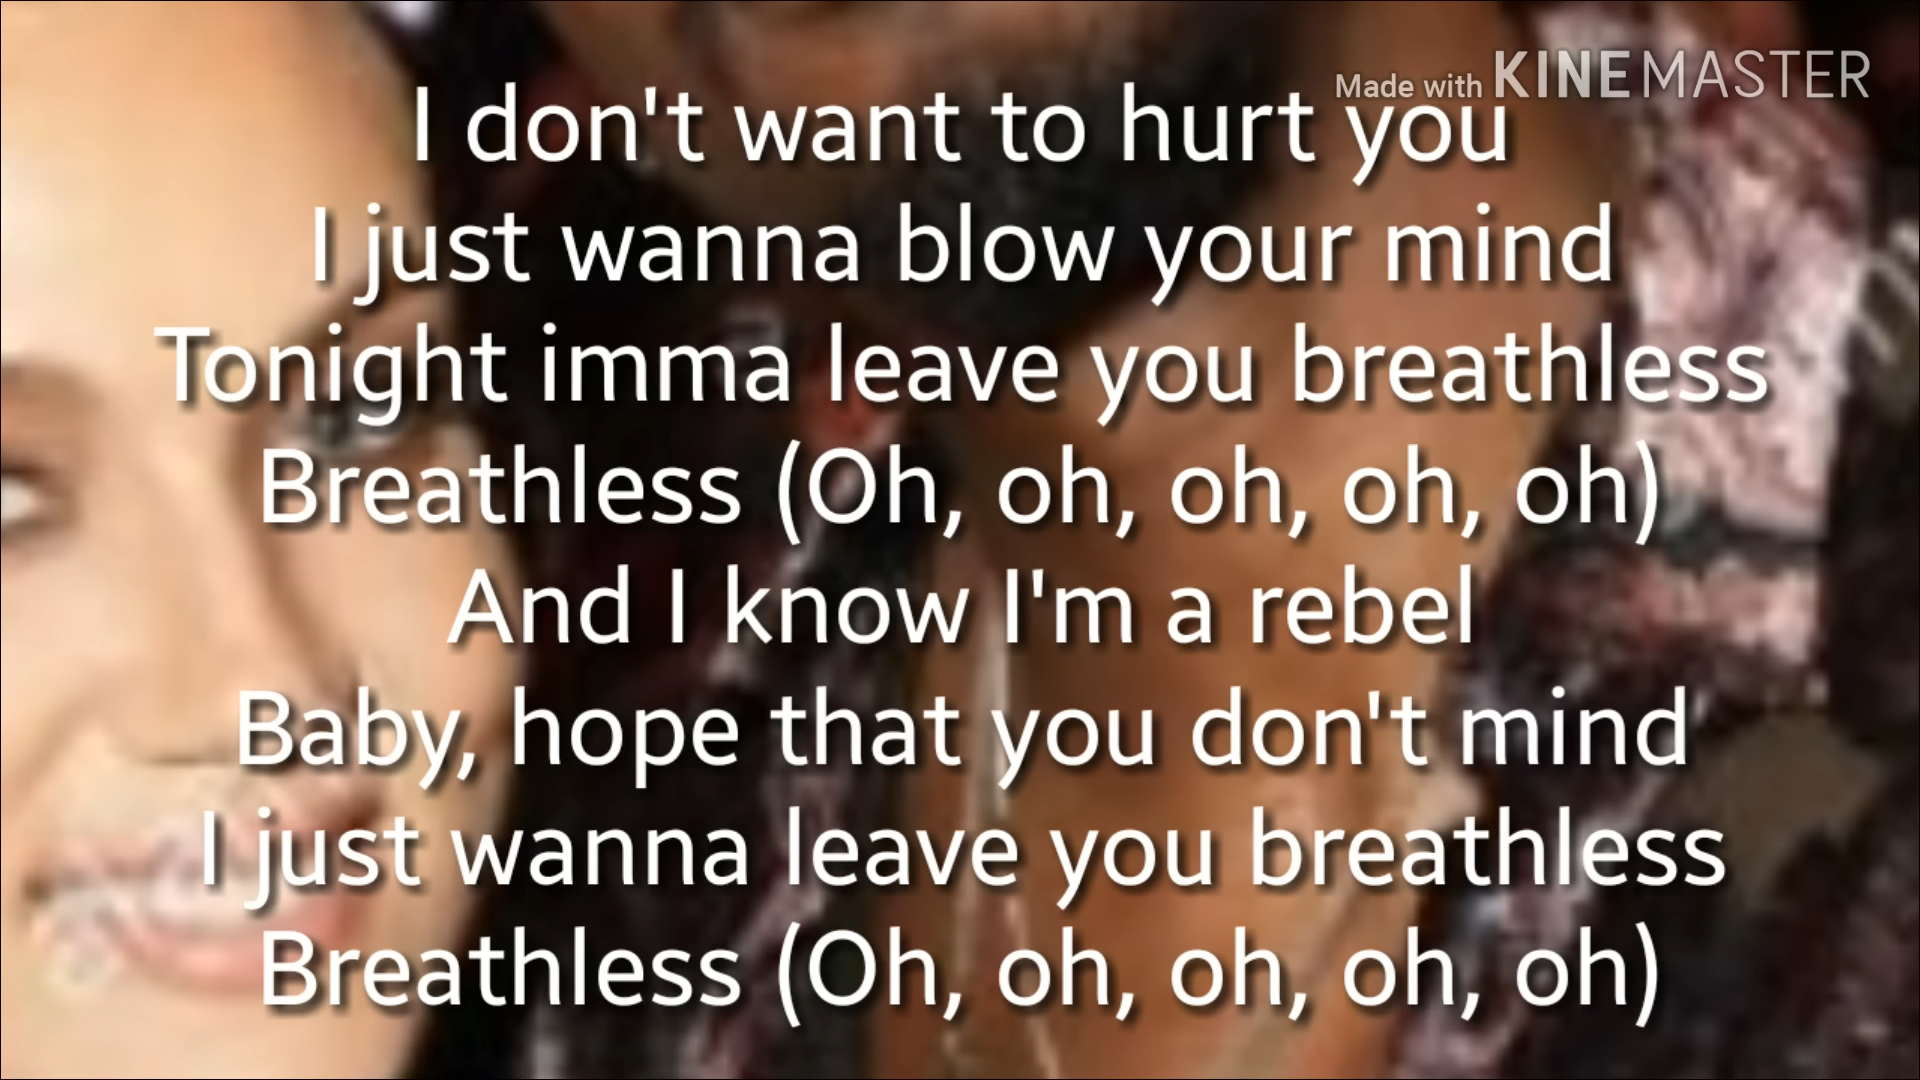 Made with KINEMASTER
I don't want to hurt you
I just wanna blow your mind
Tonight imma leave you breathless
Breathless (Oh, oh, oh, oh, oh)
And I know I'm a rebel
Baby, hope that you don't mind
I just wanna leave you breathless
Breathless (Oh, oh, oh, oh, oh)